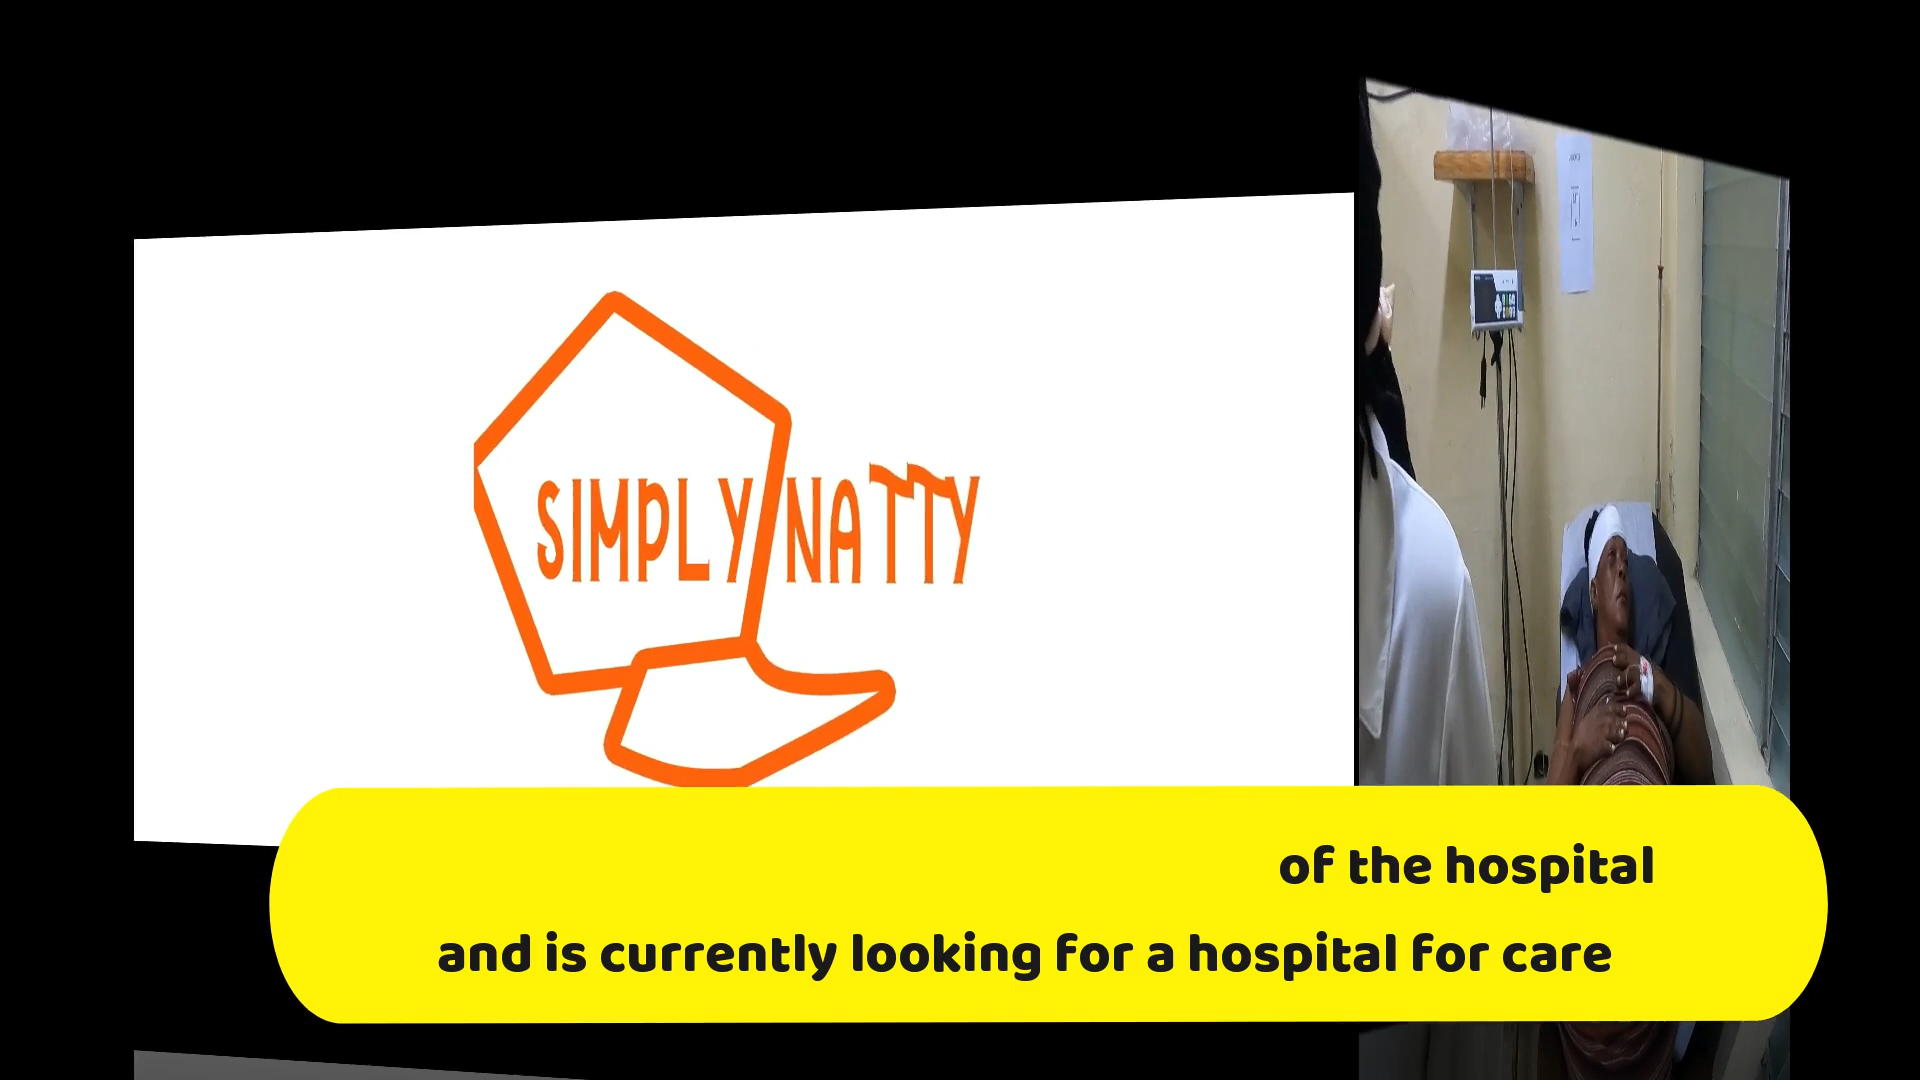 SIMPLY NATTY
of the hospital
and is currently looking for a hospital for care